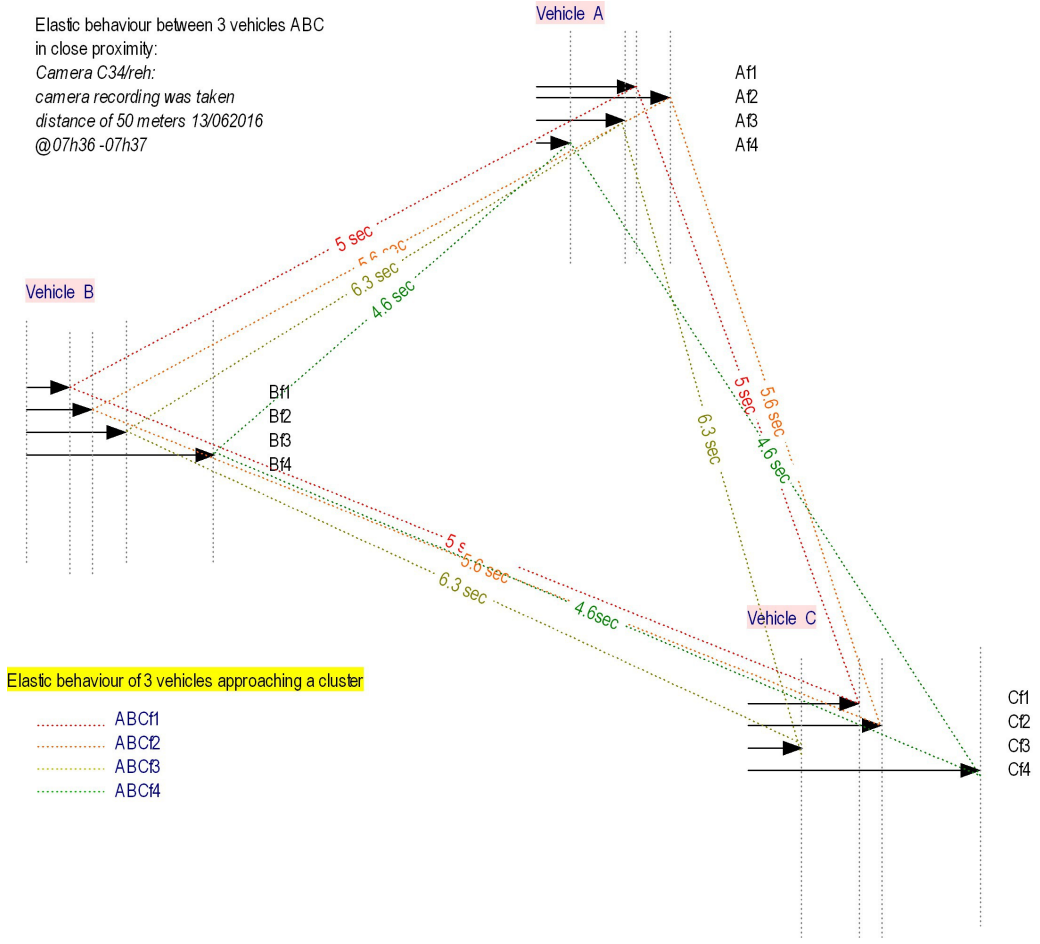 Elastic behaviour between 3 vehicles ABC
in close proximity:
Camera C34/reh:
camera recording was taken
distance of 50 meters 13/062016
@07h36 -07h37
Vehicle A
Af1
Af2
Af3
Af4
5 sec
5.6 sec
6.3 sec
4.6 sec
Vehicle B
Bf1
Bf2
Bf3
Bf4
5 sec
5.6 sec
6.3 sec
4.6 sec
5 s
5.6 sec
6.3 sec
4.6sec
Vehicle C
Cf1
Cf2
Cf3
Cf4
Elastic behaviour of 3 vehicles approaching a cluster
ABCf1
ABCf2
ABCf3
ABCf4